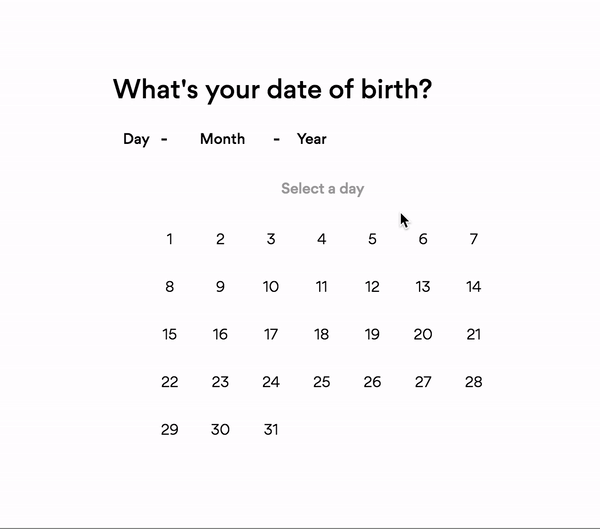 What's your date of birth?
Day - Month - Year
Select a day
1 2 3 4 5 6 7
8 9 10 11 12 13 14
15 16 17 18 19 20 21
22 23 24 25 26 27 28
29 30 31